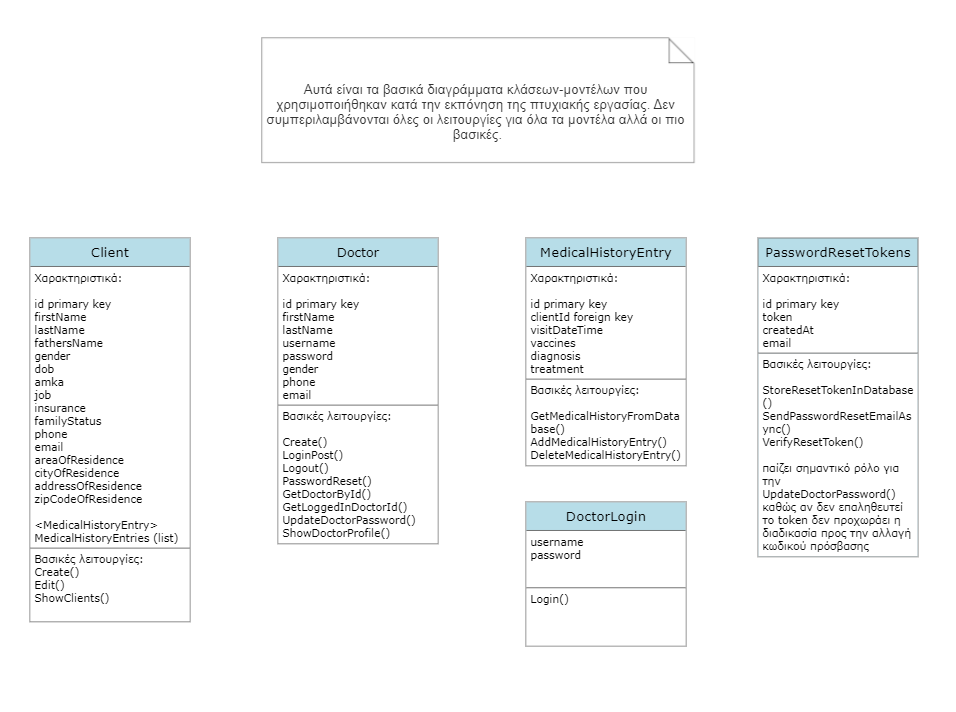 Αυτά είναι τα βασικά διαγράμματα κλάσεων-μοντέλων που
χρησιμοποιήθηκαν κατά την εκπόνηση της πτυχιακής εργασίας. Δεν
συμπεριλαμβάνονται όλες οι λειτουργίες για όλα τα μοντέλα αλλά οι πιο
βασικές.
Client
Χαρακτηριστικά:
id primary key
firstName
lastName
fathersName
gender
dob
amka
job
insurance
familyStatus
phone
email
areaOfResidence
cityOfResidence
addressOfResidence
zipCodeOfResidence
<MedicalHistoryEntry>
MedicalHistoryEntries (list)
Βασικές λειτουργίες:
Create()
Edit()
ShowClients()
Doctor
Χαρακτηριστικά:
id primary key
firstName
lastName
username
password
gender
phone
email
Βασικές λειτουργίες:
Create()
LoginPost()
Logout()
PasswordReset()
GetDoctorById()
GetLoggedInDoctorId()
UpdateDoctorPassword()
ShowDoctorProfile()
MedicalHistoryEntry
Χαρακτηριστικά:
id primary key
clientId foreign key
visitDateTime
vaccines
diagnosis
treatment
Βασικές λειτουργίες:
GetMedicalHistoryFromData
base()
AddMedicalHistoryEntry()
DeleteMedicalHistoryEntry()
DoctorLogin
username
password
Login()
PasswordResetTokens
Χαρακτηριστικά:
id primary key
token
createdAt
email
Βασικές λειτουργίες:
StoreResetTokenInDatabase
()
SendPasswordResetEmailAs
ync()
VerifyResetToken()
παίζει σημαντικό ρόλο για
την
UpdateDoctorPassword()
καθώς αν δεν επαληθευτεί
το token δεν προχωράει η
διαδικασία προς την αλλαγή
κωδικού πρόσβασης